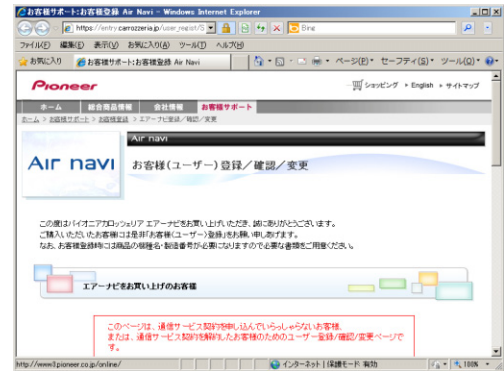 お客様サポート:お客様登録 Air Navi - Windows Internet Explorer
https://entry.carrozzeria.jp/user_regist/S
Bing
ファイル(F) 編集(E) 表示(V) お気に入り(A) ツール(T) ヘルプ(H)
お気に入り お客様サポート:お客様登録 Air Navi ページ(P) セーフティ(S) ツール(O)
Pioneer ショッピング English サイトマップ
ホーム 総合商品情報 会社情報 お客様サポート
ホーム > お客様サポート > お客様登録 > エアーナビ登録/確認/変更
Air navi
AIr navI お客様(ユーザー)登録/確認/変更
この度はパイオニアカロッツェリア エアーナビをお買い上げいただき、誠にありがとうございます。
ご購入いただいたお客様には是非「お客様(ユーザー)登録」をお願い申しあげます。
なお、お客様登録時には商品の機種名・製造番号が必要になりますので必要な書類をご用意ください。
エアーナビをお買い上げのお客様
このページは、通信サービス契約を申し込んでいらっしゃらないお客様、
または、通信サービス契約を解約したお客様のためのユーザー登録/確認/変更ページで
す。
http://www3.pioneer.co.jp/online/ インターネット | 保護モード: 有効 100%